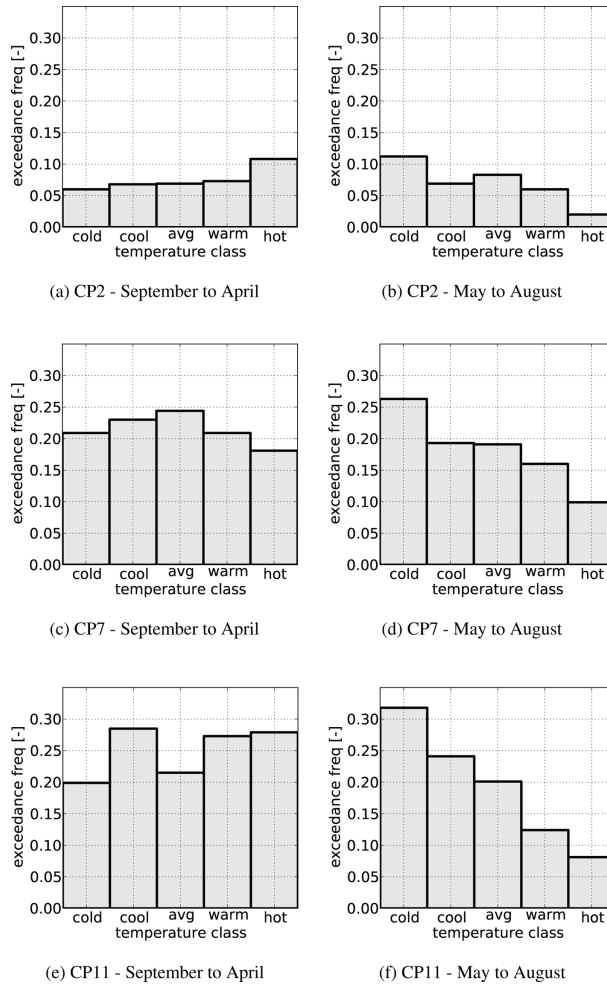 exceedance freq [-]
0.30
0.25
0.20
0.15
0.10
0.05
0.00
cold cool avg warm hot
temperature class
(a) CP2 - September to April
exceedance freq [-]
0.30
0.25
0.20
0.15
0.10
0.05
0.00
cold cool avg warm hot
temperature class
(b) CP2 - May to August
exceedance freq [-]
0.30
0.25
0.20
0.15
0.10
0.05
0.00
cold cool avg warm hot
temperature class
(c) CP7 - September to April
exceedance freq [-]
0.30
0.25
0.20
0.15
0.10
0.05
0.00
cold cool avg warm hot
temperature class
(d) CP7 - May to August
exceedance freq [-]
0.30
0.25
0.20
0.15
0.10
0.05
0.00
cold cool avg warm hot
temperature class
(e) CP11 - September to April
exceedance freq [-]
0.30
0.25
0.20
0.15
0.10
0.05
0.00
cold cool avg warm hot
temperature class
(f) CP11 - May to August